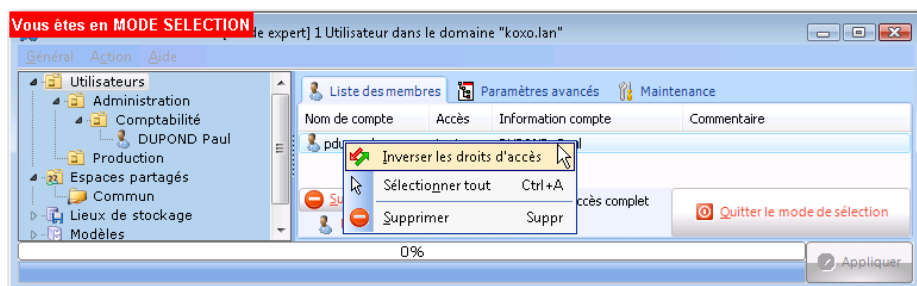 Vous êtes en MODE SELECTION
de expert] 1 Utilisateur dans le domaine "koxo.lan"
Général Action Aide
Utilisateurs
Administration
Comptabilité
DUPOND Paul
Production
Espaces partagés
Commun
Lieux de stockage
Modèles
Liste des membres Paramètres avancés Maintenance
Nom de compte Accès Information compte Commentaire
Inverser les droits d'accès
Sélectionner tout Ctrl+A
Supprimer Suppr
ccès complet
Quitter le mode de sélection
0%
Appliquer